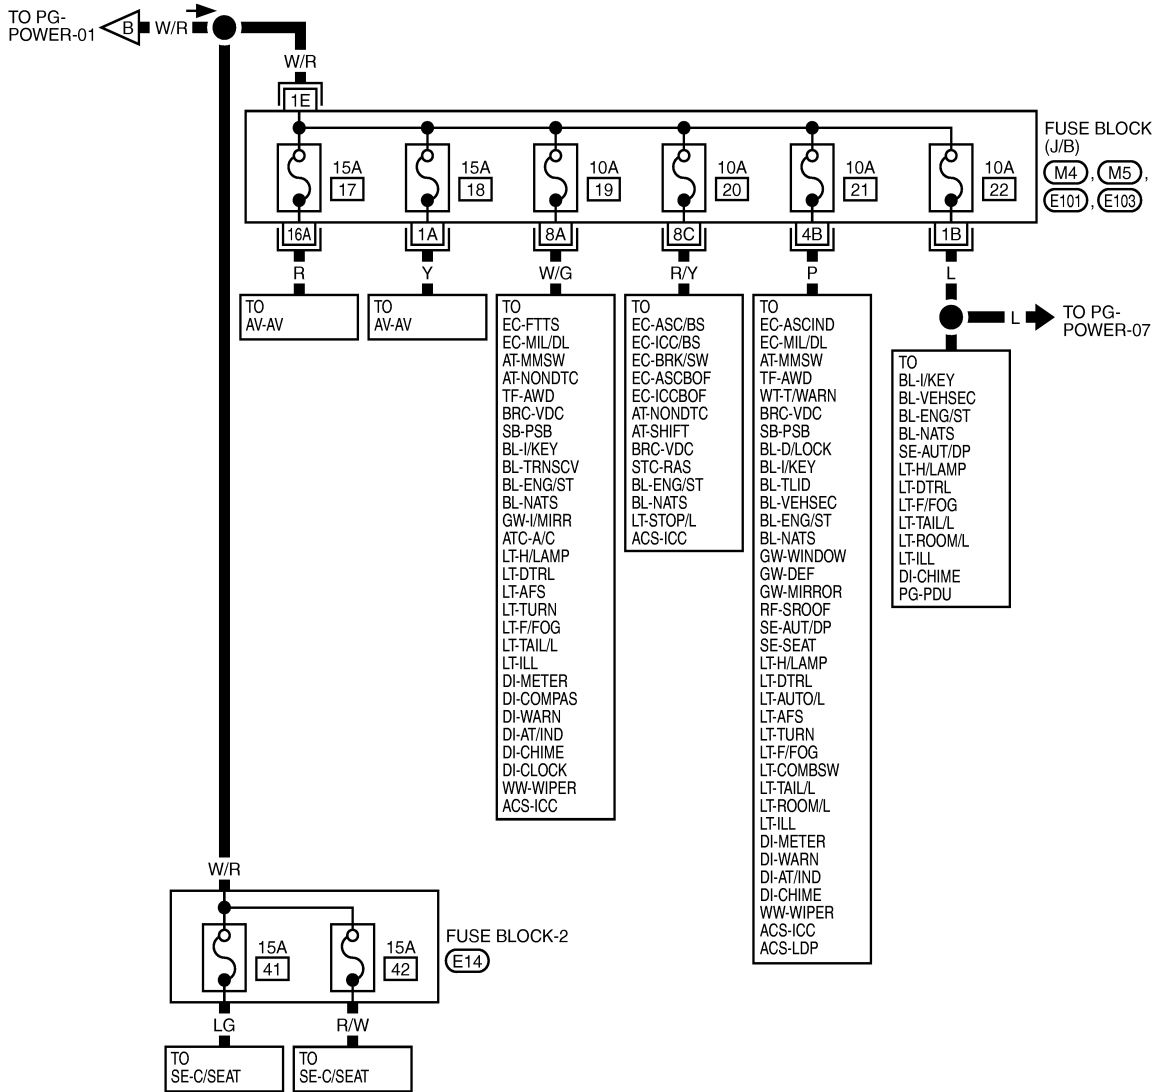 TO PG-
POWER-01
B
W/R
W/R
1E
FUSE BLOCK
(J/B)
M4 , M5 ,
E101 , E103
15A
17
15A
18
10A
19
10A
20
10A
21
10A
22
16A
1A
8A
8C
4B
1B
R
Y
W/G
R/Y
P
L
TO
AV-AV
TO
AV-AV
TO
EC-FTTS
EC-MIL/DL
AT-MMSW
AT-NONDTC
TF-AWD
BRC-VDC
SB-PSB
BL-I/KEY
BL-TRNSCV
BL-ENG/ST
BL-NATS
GW-I/MIRR
ATC-A/C
LT-H/LAMP
LT-DTRL
LT-AFS
LT-TURN
LT-F/FOG
LT-TAIL/L
LT-ILL
DI-METER
DI-COMPAS
DI-WARN
DI-AT/IND
DI-CHIME
DI-CLOCK
WW-WIPER
ACS-ICC
TO
EC-ASC/BS
EC-ICC/BS
EC-BRK/SW
EC-ASCBOF
EC-ICCBOF
AT-NONDTC
AT-SHIFT
BRC-VDC
STC-RAS
BL-ENG/ST
BL-NATS
LT-STOP/L
ACS-ICC
TO
EC-ASCIND
EC-MIL/DL
AT-MMSW
TF-AWD
WT-T/WARN
BRC-VDC
SB-PSB
BL-D/LOCK
BL-I/KEY
BL-TLID
BL-VEHSEC
BL-ENG/ST
BL-NATS
GW-WINDOW
GW-DEF
GW-MIRROR
RF-SROOF
SE-AUT/DP
SE-SEAT
LT-H/LAMP
LT-DTRL
LT-AUTO/L
LT-AFS
LT-TURN
LT-F/FOG
LT-COMBSW
LT-TAIL/L
LT-ROOM/L
LT-ILL
DI-METER
DI-WARN
DI-AT/IND
DI-CHIME
WW-WIPER
ACS-ICC
ACS-LDP
L
TO PG-
POWER-07
TO
BL-I/KEY
BL-VEHSEC
BL-ENG/ST
BL-NATS
SE-AUT/DP
LT-H/LAMP
LT-DTRL
LT-F/FOG
LT-TAIL/L
LT-ROOM/L
LT-ILL
DI-CHIME
PG-PDU
W/R
15A
41
15A
42
FUSE BLOCK-2
E14
LG
R/W
TO
SE-C/SEAT
TO
SE-C/SEAT